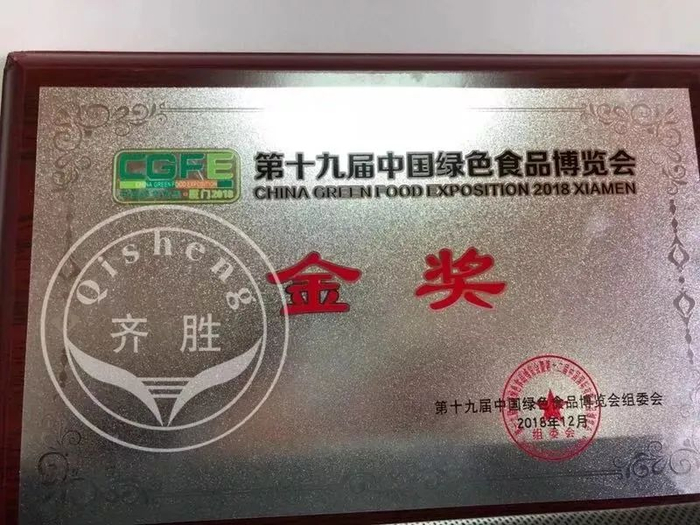 CGFE
CHINA GREEN FOOD EXPOSITION
厦门2018
第十九届中国绿色食品博览会
CHINA GREEN FOOD EXPOSITION 2018 XIAMEN
金奖
Qisheng
齐胜
第十九届中国绿色食品博览会组委会
2018年12月
组委会